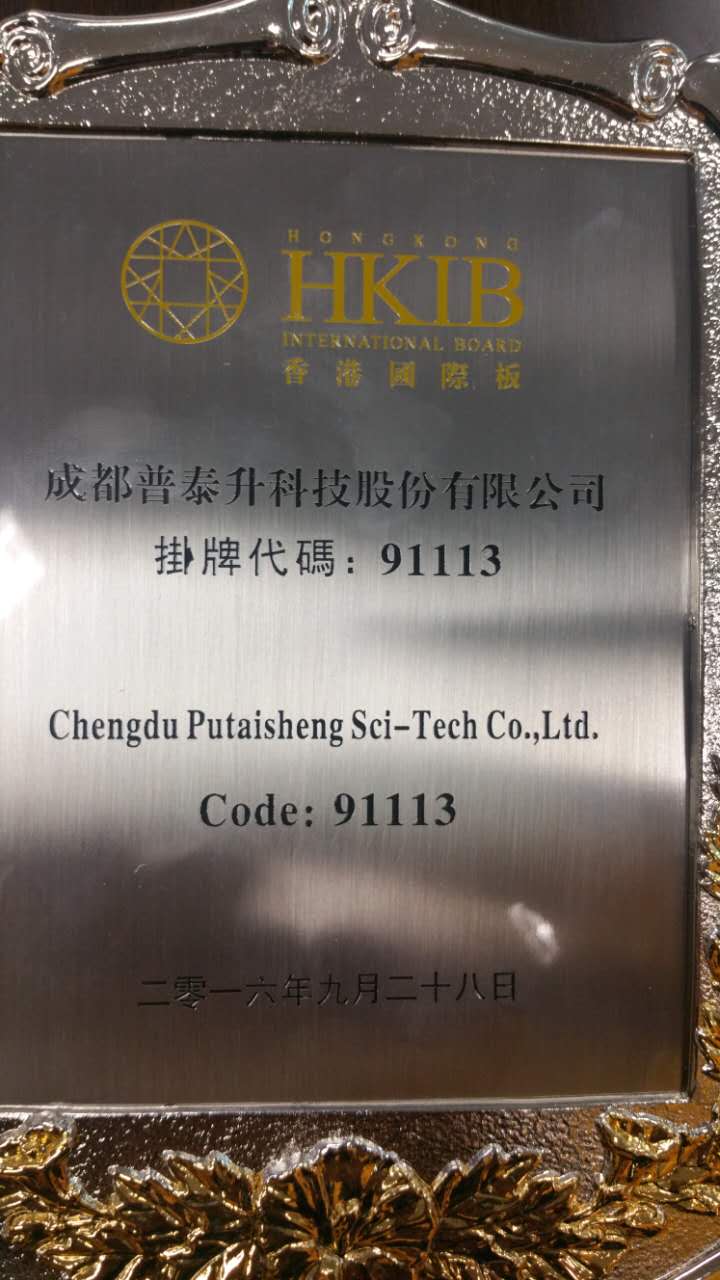 HONGKONG
HKIB
INTERNATIONAL BOARD
香港國際板
成都普泰升科技股份有限公司
掛牌代碼：91113
Chengdu Putaisheng Sci-Tech Co.,Ltd.
Code: 91113
二零一六年九月二十八日